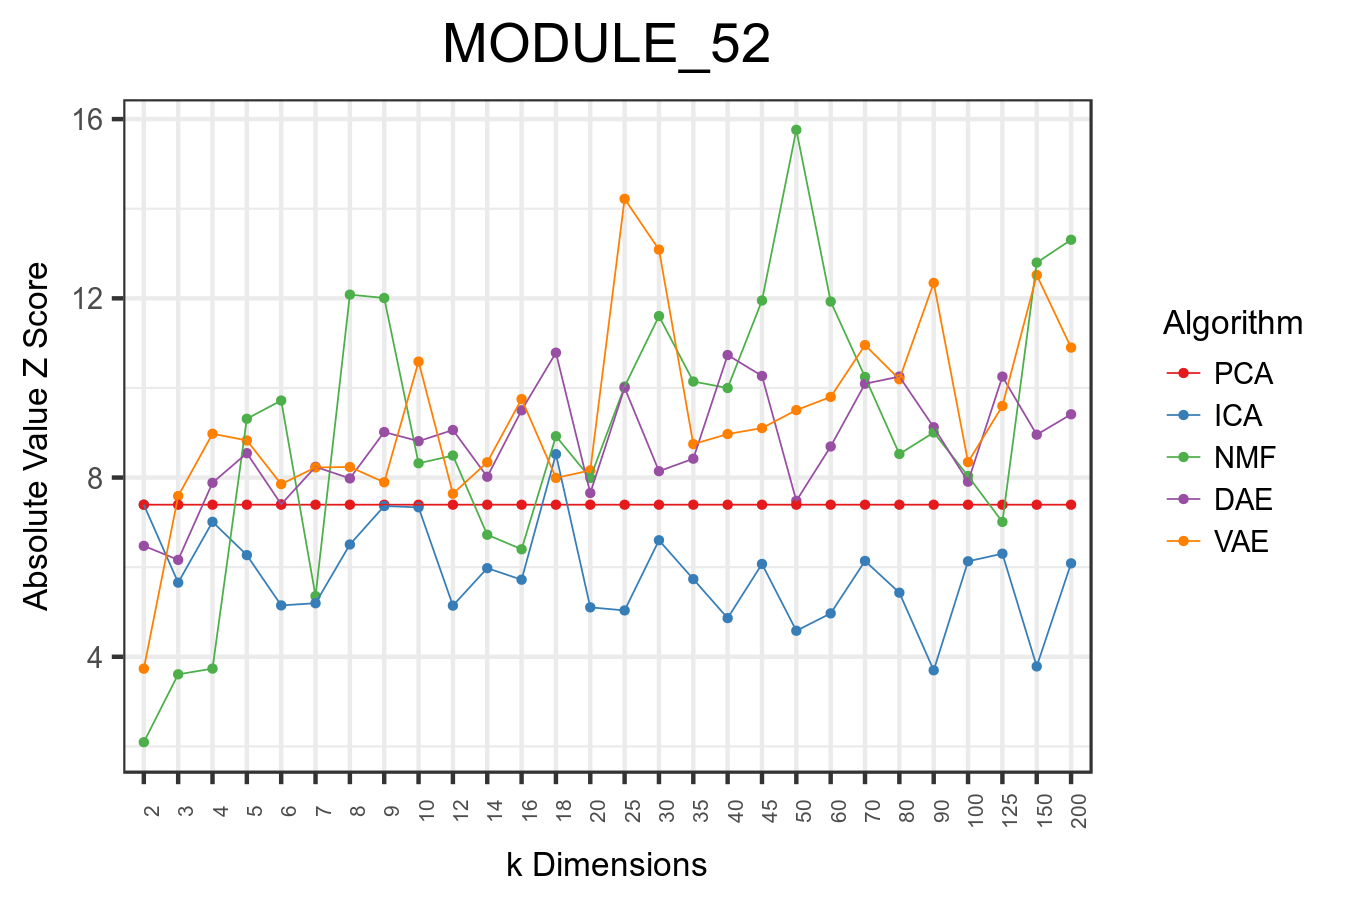 MODULE_52
16
12
8
4
Absolute Value Z Score
2 3 4 5 6 7 8 9 10 12 14 16 18 20 25 30 35 40 45 50 60 70 80 90 100 125 150 200
k Dimensions
Algorithm
PCA
ICA
NMF
DAE
VAE